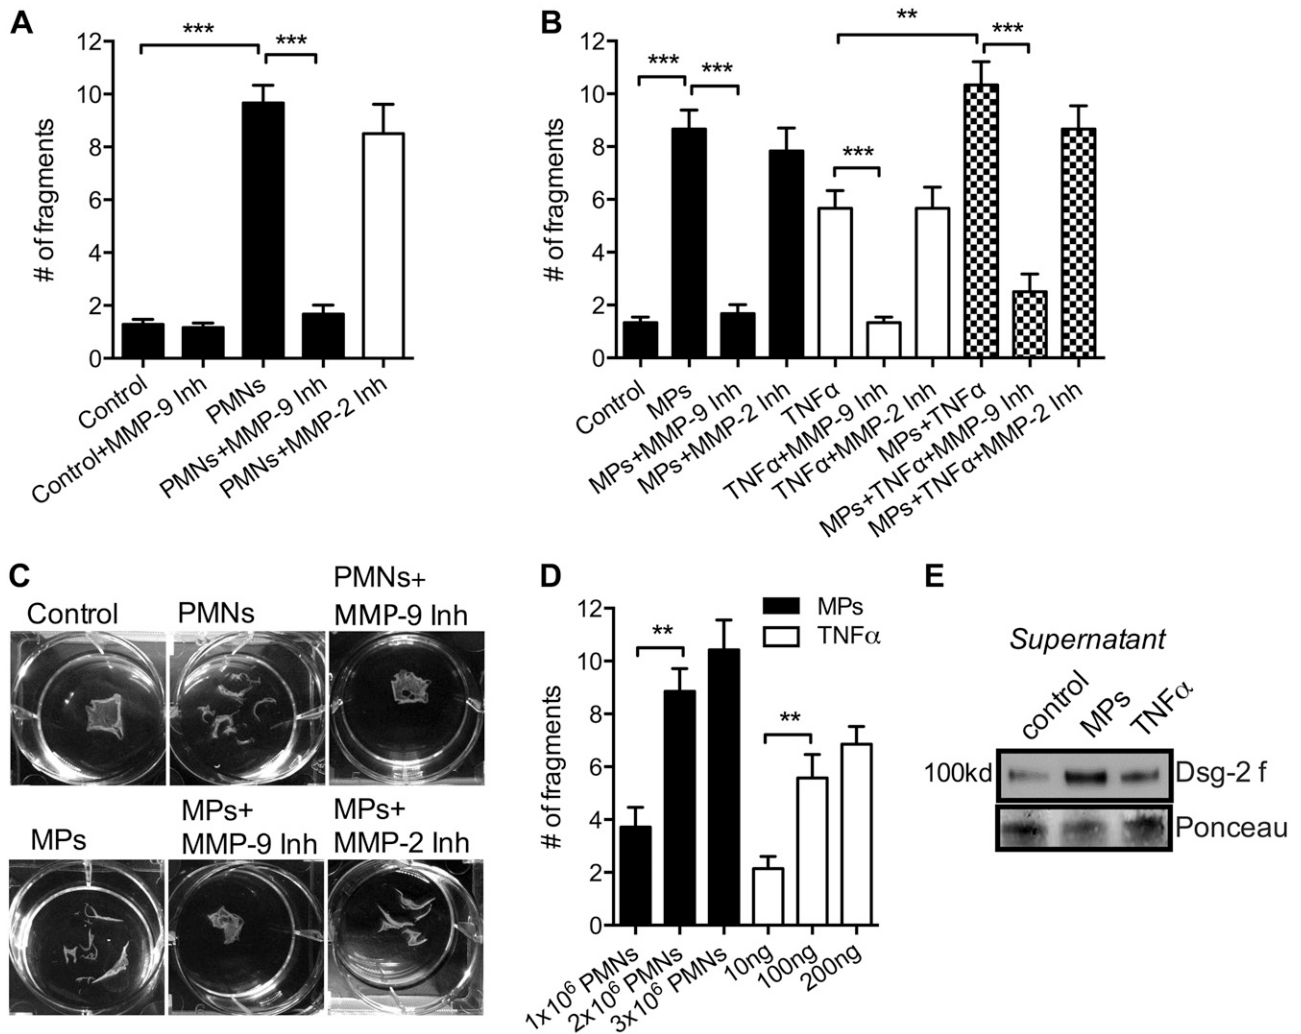 A
***
***
12
10
8
6
4
2
0
# of fragments
Control
Control+MMP-9 Inh
PMNs
PMNs+MMP-9 Inh
PMNs+MMP-2 Inh
B
***
***
***
**
***
12
10
8
6
4
2
0
# of fragments
Control
MPs
MPs+MMP-9 Inh
MPs+MMP-2 Inh
TNFα
TNFα+MMP-9 Inh
TNFα+MMP-2 Inh
MPs+TNFα
MPs+TNFα+MMP-9 Inh
MPs+TNFα+MMP-2 Inh
C
Control
PMNs
PMNs+
MMP-9 Inh
MPs
MPs+
MMP-9 Inh
MPs+
MMP-2 Inh
D
MPs
TNFα
**
**
12
10
8
6
4
2
0
# of fragments
1x10⁶ PMNs
2x10⁶ PMNs
3x10⁶ PMNs
10ng
100ng
200ng
E
Supernatant
control
MPs
TNFα
100kd
Dsg-2 f
Ponceau